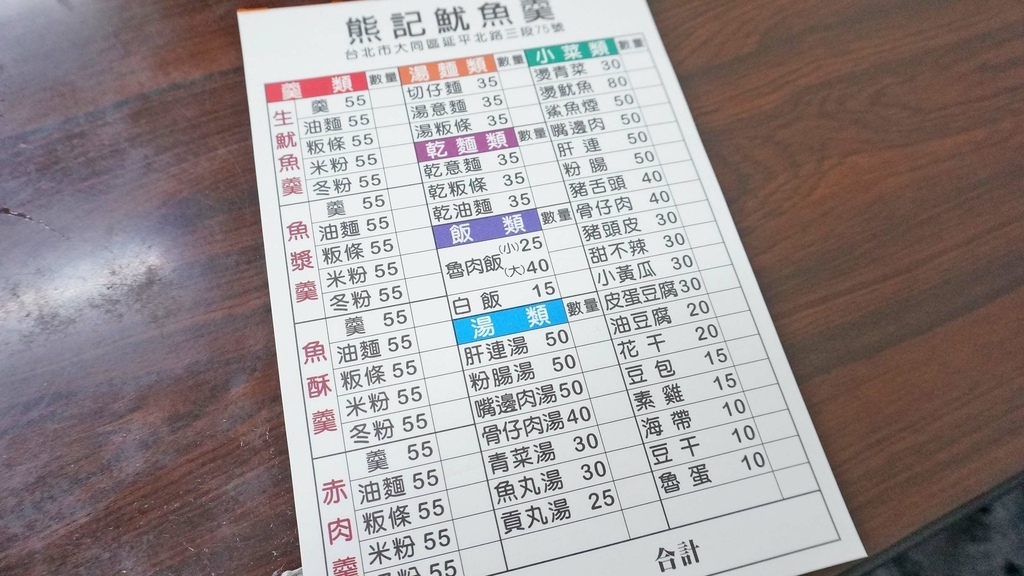 熊記魷魚羹
台北市大同區延平北路三段75號
羹類 數量
生魷魚羹
羹 55
油麵 55
粄條 55
米粉 55
冬粉 55
魚漿羹
羹 55
油麵 55
粄條 55
米粉 55
冬粉 55
魚酥羹
羹 55
油麵 55
粄條 55
米粉 55
冬粉 55
赤肉羹
羹 55
油麵 55
粄條 55
米粉 55
冬粉 55
湯麵類 數量
切仔麵 35
湯意麵 35
湯粄條 35
乾麵類 數量
乾意麵 35
乾粄條 35
乾油麵 35
飯類 數量
魯肉飯 (小)25
(大)40
白飯 15
湯類 數量
肝連湯 50
粉腸湯 50
嘴邊肉湯 50
骨仔肉湯 40
青菜湯 30
魚丸湯 30
貢丸湯 25
小菜類 數量
燙青菜 30
燙魷魚 80
鯊魚煙 50
嘴邊肉 50
肝連 50
粉腸 50
豬舌頭 40
骨仔肉 40
豬頭皮 30
甜不辣 30
小黃瓜 30
皮蛋豆腐 30
油豆腐 20
花干 20
豆包 15
素雞 15
海帶 10
豆干 10
魯蛋 10
合計